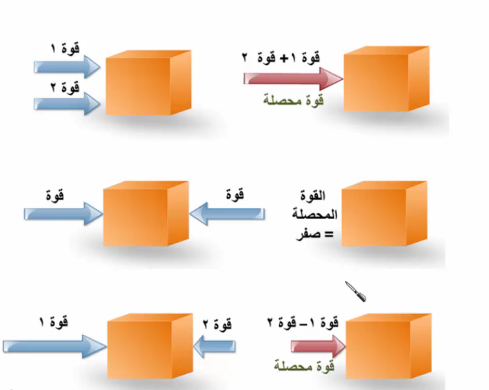 قوة ١
قوة ٢
قوة ١ + قوة ٢
قوة محصلة
قوة
قوة
القوة
المحصلة
= صفر
قوة ١
قوة ٢
قوة ١ – قوة ٢
قوة محصلة